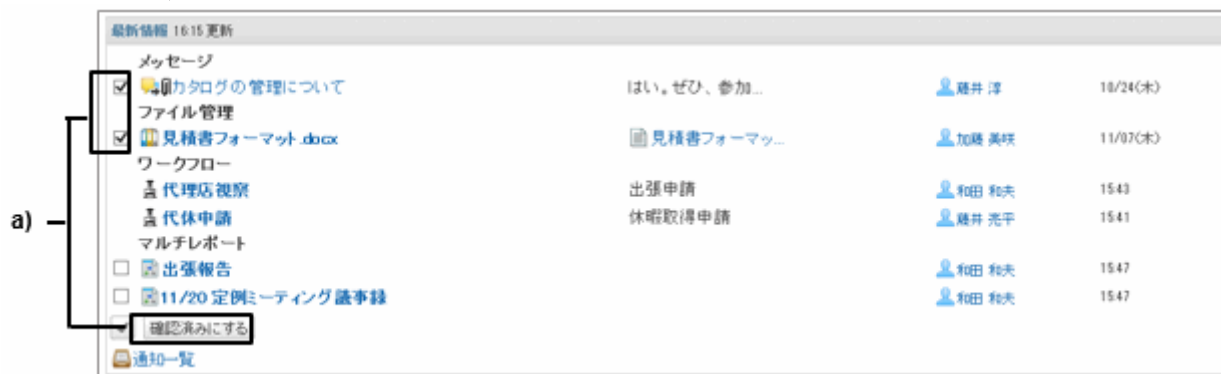 最新情報 16:15 更新
メッセージ
カタログの管理について はい。ぜひ、参加... 藤井 淳 10/24(木)
ファイル管理
見積書フォーマット.docx 見積書フォーマッ... 加藤 美咲 11/07(木)
ワークフロー
代理店視察 出張申請 和田 和夫 15:43
a)
代休申請 休暇取得申請 藤井 亮平 15:41
マルチレポート
出張報告 和田 和夫 15:47
11/20 定例ミーティング議事録 和田 和夫 15:47
確認済みにする
通知一覧